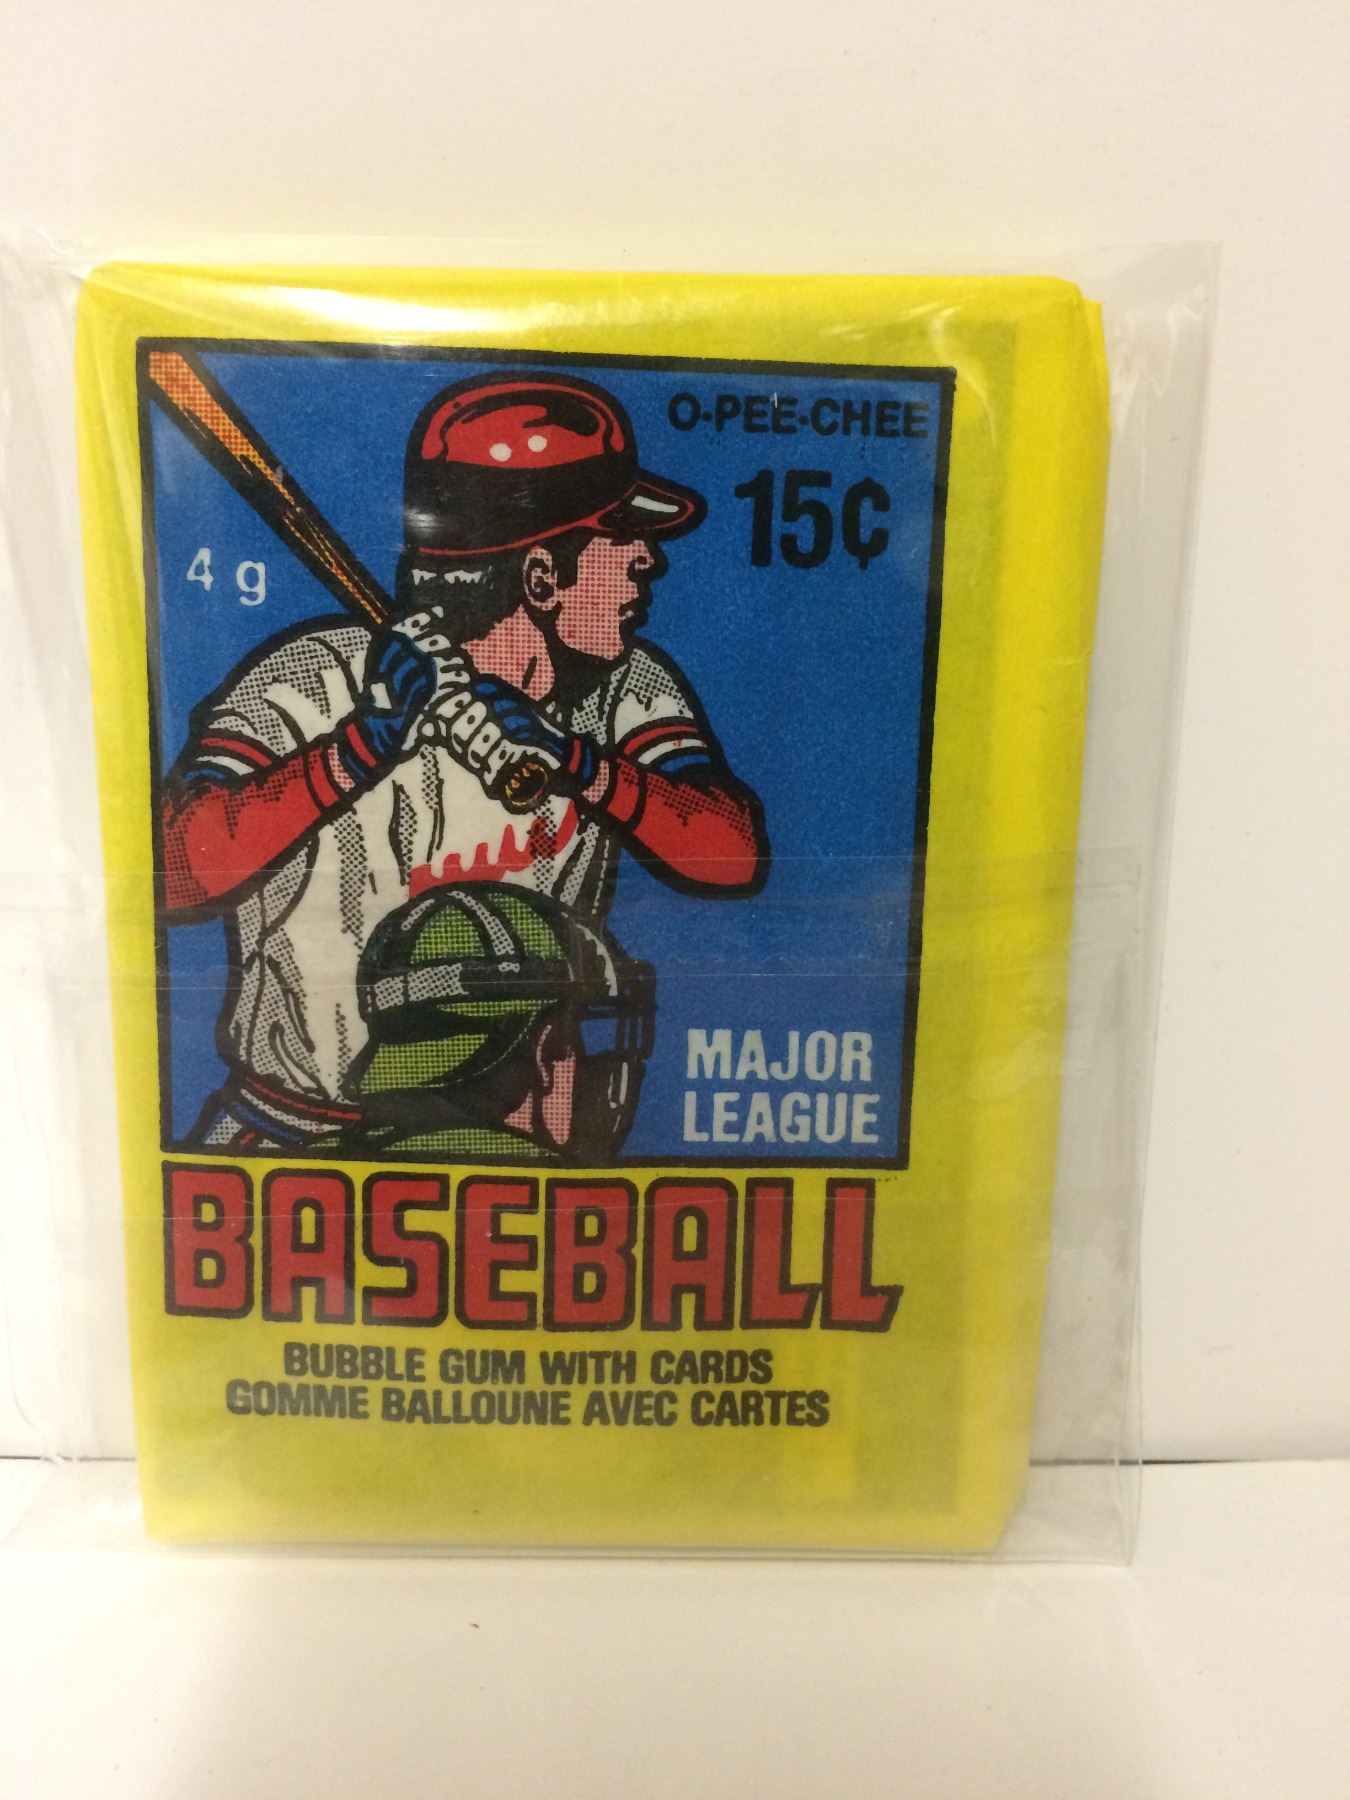 O-PEE-CHEE
15¢
4 g
MAJOR
LEAGUE
BASEBALL
BUBBLE GUM WITH CARDS
GOMME BALLOUNE AVEC CARTES